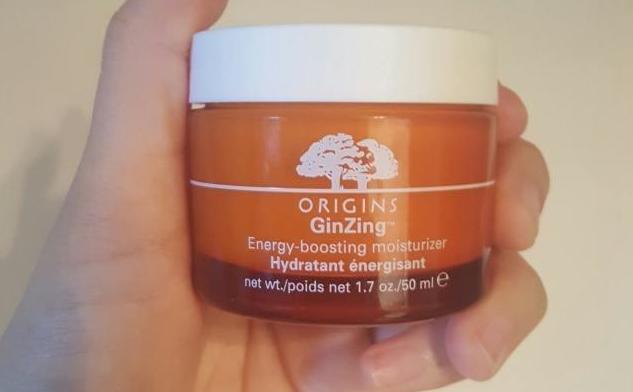 ORIGINS
GinZing™
Energy-boosting moisturizer
Hydratant énergisant
net wt./poids net 1.7 oz./50 ml ℮